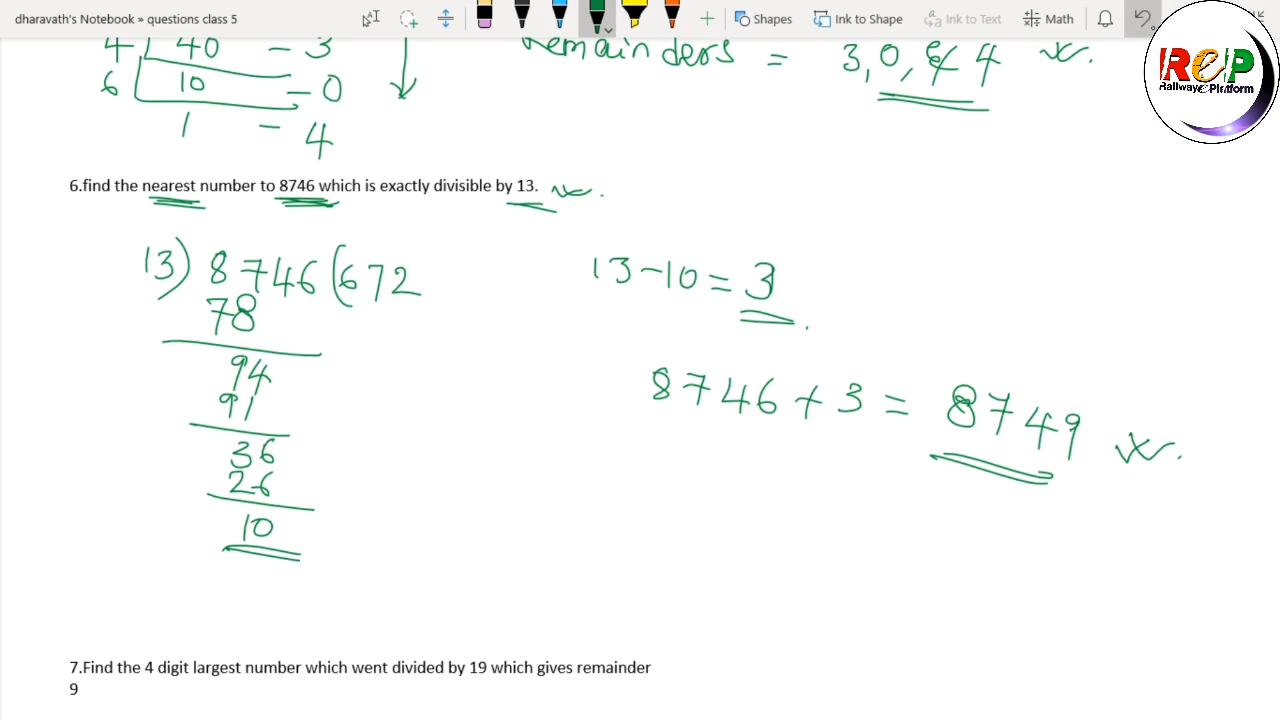 dharavath's Notebook » questions class 5
Shapes
Ink to Shape
Ink to Text
Math
ReP
Railway Platform
4 40 - 3
6 10 - 0
1 - 4
Remainders = 3, 0, & 4
6.find the nearest number to 8746 which is exactly divisible by 13.
13) 8746 (672
78
94
91
36
26
10
13-10 = 3
8746 + 3 = 8749
7.Find the 4 digit largest number which went divided by 19 which gives remainder
9